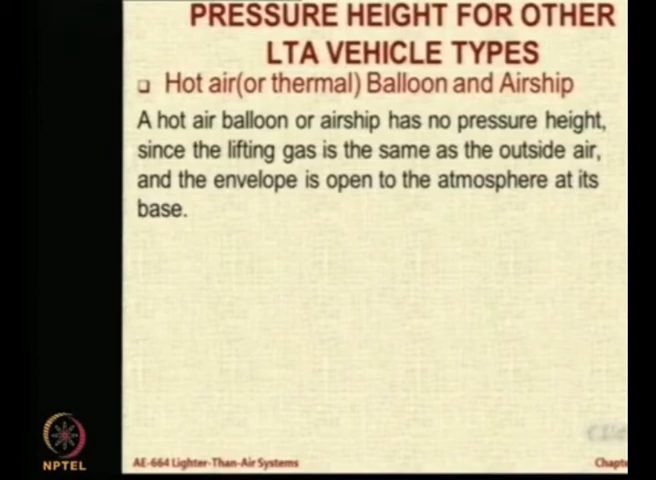 PRESSURE HEIGHT FOR OTHER
LTA VEHICLE TYPES
Hot air(or thermal) Balloon and Airship
A hot air balloon or airship has no pressure height,
since the lifting gas is the same as the outside air,
and the envelope is open to the atmosphere at its
base.
NPTEL
AE-664 Lighter-Than-Air Systems